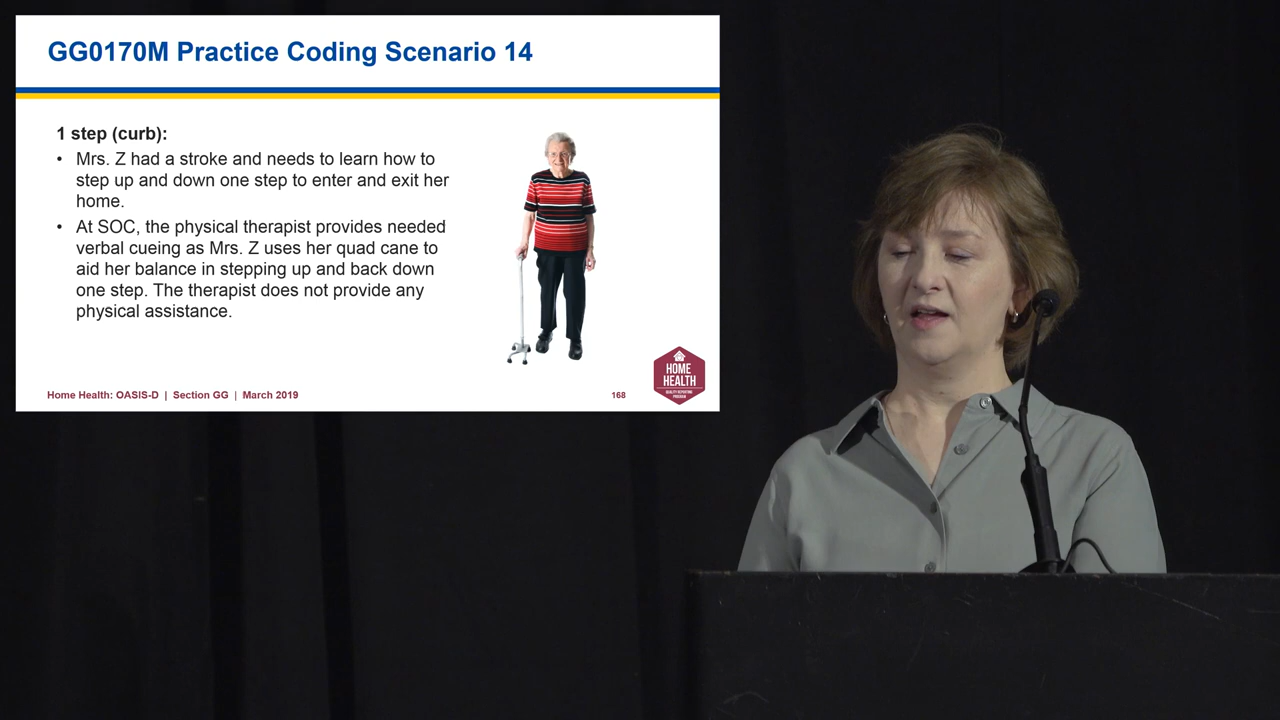 GG0170M Practice Coding Scenario 14
1 step (curb):
• Mrs. Z had a stroke and needs to learn how to
step up and down one step to enter and exit her
home.
• At SOC, the physical therapist provides needed
verbal cueing as Mrs. Z uses her quad cane to
aid her balance in stepping up and back down
one step. The therapist does not provide any
physical assistance.
HOME
HEALTH
QUALITY REPORTING
PROGRAM
Home Health: OASIS-D | Section GG | March 2019
168